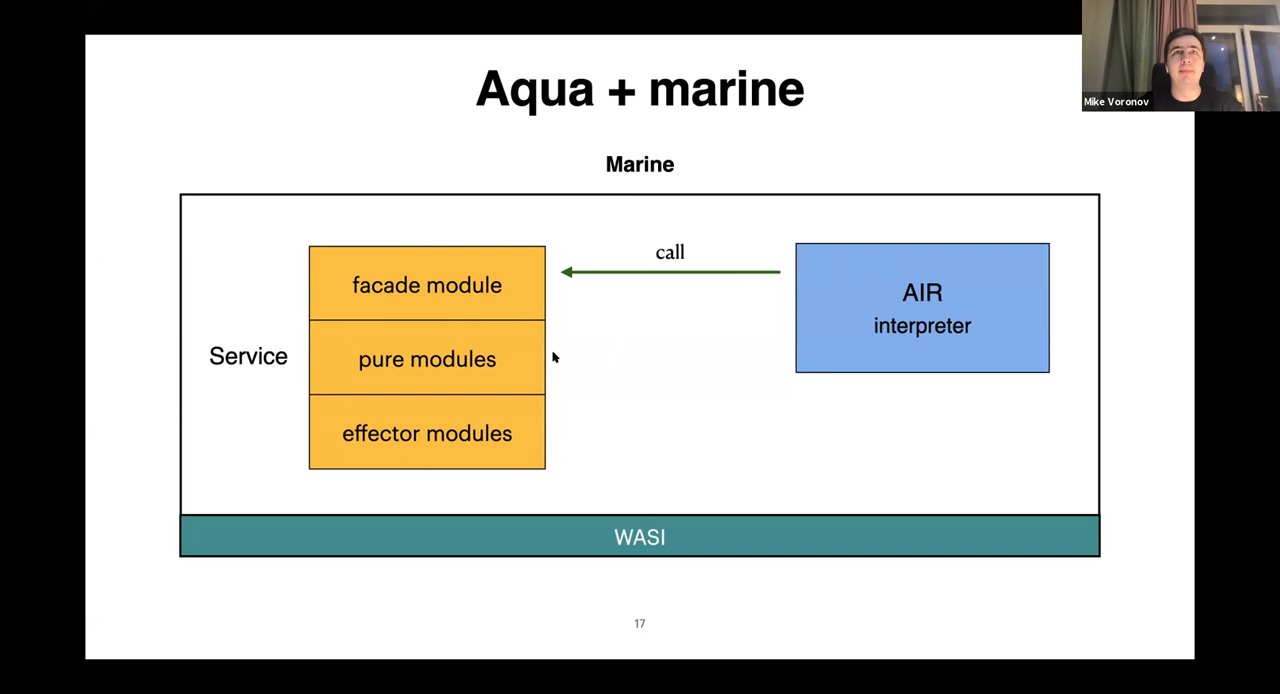 Aqua + marine
Mike Voronov
Marine
call
facade module
AIR
interpreter
Service
pure modules
effector modules
WASI
17